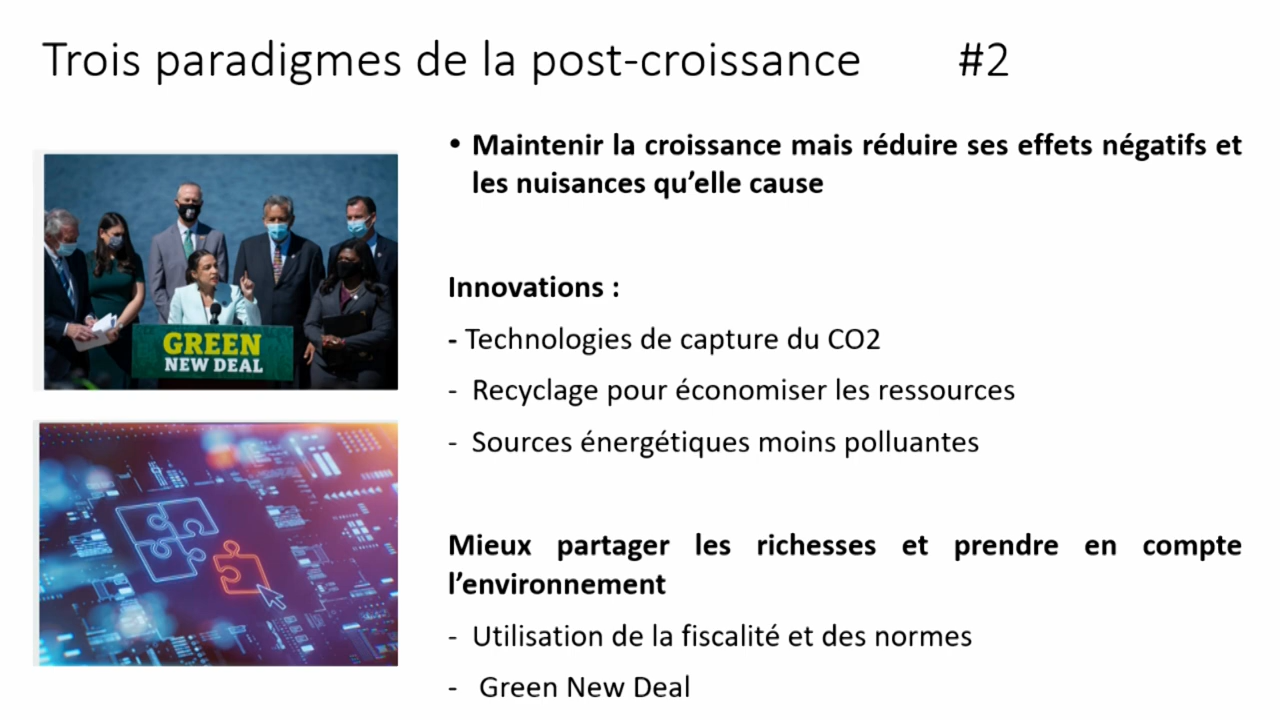 Trois paradigmes de la post-croissance #2
• Maintenir la croissance mais réduire ses effets négatifs et
les nuisances qu’elle cause
GREEN
NEW DEAL
Innovations :
- Technologies de capture du CO2
- Recyclage pour économiser les ressources
- Sources énergétiques moins polluantes
Mieux partager les richesses et prendre en compte
l’environnement
- Utilisation de la fiscalité et des normes
- Green New Deal